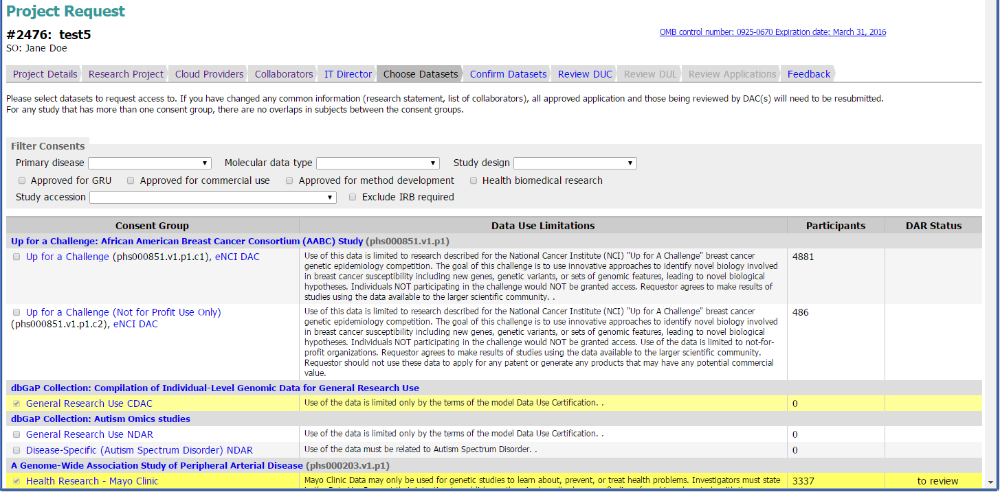 Project Request
#2476: test5
OMB control number: 0925-0670 Expiration date: March 31, 2016
SO: Jane Doe
Project Details Research Project Cloud Providers Collaborators IT Director Choose Datasets Confirm Datasets Review DUC Review DUL Review Applications Feedback
Please select datasets to request access to. If you have changed any common information (research statement, list of collaborators), all approved application and those being reviewed by DAC(s) will need to be resubmitted.
For any study that has more than one consent group, there are no overlaps in subjects between the consent groups.
Filter Consents
Primary disease Molecular data type Study design
Approved for GRU Approved for commercial use Approved for method development Health biomedical research
Study accession Exclude IRB required
Consent Group Data Use Limitations Participants DAR Status
Up for a Challenge: African American Breast Cancer Consortium (AABC) Study (phs000851.v1.p1)
Up for a Challenge (phs000851.v1.p1.c1), eNCI DAC
Use of this data is limited to research described for the National Cancer Institute (NCI) "Up for A Challenge" breast cancer
genetic epidemiology competition. The goal of this challenge is to use innovative approaches to identify novel biology involved
in breast cancer susceptibility including new genes, genetic variants, or sets of genomic features, leading to novel biological
hypotheses. Individuals NOT participating in the challenge would NOT be granted access. Requestor agrees to make results of
studies using the data available to the larger scientific community. .
4881
Up for a Challenge (Not for Profit Use Only)
(phs000851.v1.p1.c2), eNCI DAC
Use of this data is limited to research described for the National Cancer Institute (NCI) "Up for A Challenge" breast cancer
genetic epidemiology competition. The goal of this challenge is to use innovative approaches to identify novel biology involved
in breast cancer susceptibility including new genes, genetic variants, or sets of genomic features, leading to novel biological
hypotheses. Individuals NOT participating in the challenge would NOT be granted access. Use of the data is limited to not-for-
profit organizations. Requestor agrees to make results of studies using the data available to the larger scientific community.
Requestor should not use these data to apply for any patent or generate any products that may have any potential commercial
value.
486
dbGaP Collection: Compilation of Individual-Level Genomic Data for General Research Use
General Research Use CDAC Use of the data is limited only by the terms of the model Data Use Certification. . 0
dbGaP Collection: Autism Omics studies
General Research Use NDAR Use of the data is limited only by the terms of the model Data Use Certification. . 0
Disease-Specific (Autism Spectrum Disorder) NDAR Use of the data must be related to Autism Spectrum Disorder. . 0
A Genome-Wide Association Study of Peripheral Arterial Disease (phs000203.v1.p1)
Health Research - Mayo Clinic Mayo Clinic Data may only be used for genetic studies to learn about, prevent, or treat health problems. Investigators must state 3337 to review